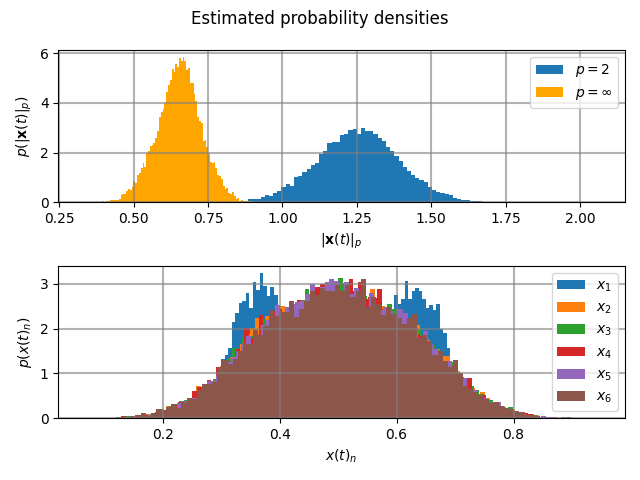 Estimated probability densities
6
4
2
0
p(|x(t)|p)
p = 2
p = ∞
0.25 0.50 0.75 1.00 1.25 1.50 1.75 2.00
|x(t)|p
3
2
1
0
p(x(t)n)
x1
x2
x3
x4
x5
x6
0.2 0.4 0.6 0.8
x(t)n